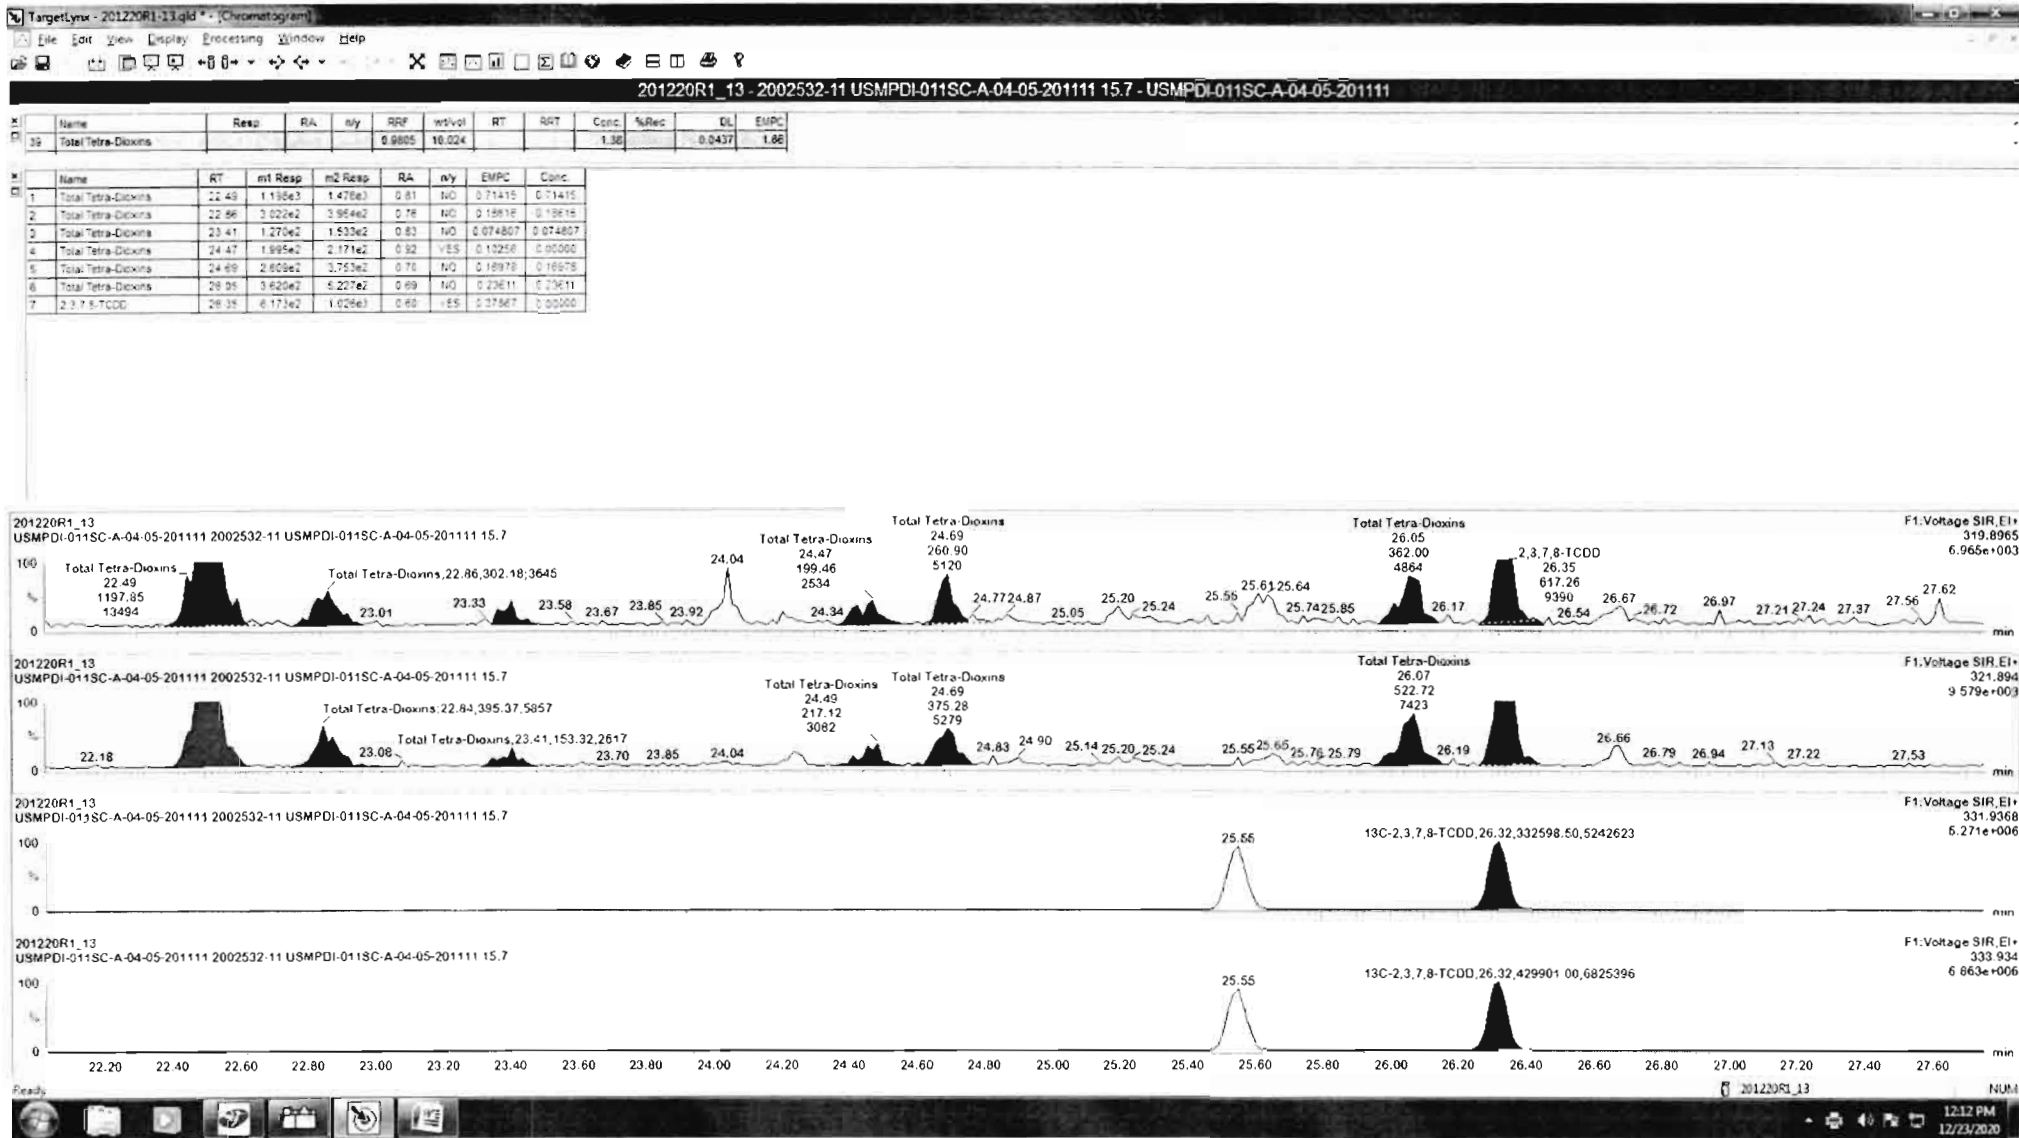 TargetLynx - 201220R1-13.qld * - [Chromatogram]
File Edit View Display Processing Window Help
201220R1_13 - 2002532-11 USMPDI-011SC-A-04-05-201111 15.7 - USMPDI-011SC-A-04-05-201111
Name Resp RA n/y RRF wt/vol RT RRT Conc. %Rec DL EMPC
39 Total Tetra-Dioxins 0.9805 10.024 1.38 0.0437 1.86
Name RT m1 Resp m2 Resp RA n/y EMPC Conc.
1 Total Tetra-Dioxins 22.49 1.478e3 0.81 NO 0.71415 0.71415
2 Total Tetra-Dioxins 22.86 3.022e2 3.954e2 0.76 NO
3 Total Tetra-Dioxins 23.41 1.270e2 1.533e2 0.83 NO 0.074807 0.074807
4 Total Tetra-Dioxins 24.47 1.995e2 2.171e2 0.92 YES 0.00000
5 Total Tetra-Dioxins 24.69 2.609e2 3.753e2 0.70 NO 0.16978 0.16978
6 Total Tetra-Dioxins 26.05 3.620e2 5.227e2 0.69 NO 0.23611 0.23611
7 2,3,7,8-TCDD 26.35 6.173e2 1.026e3 0.60 YES 0.00000
201220R1_13
USMPDI-011SC-A-04-05-201111 2002532-11 USMPDI-011SC-A-04-05-201111 15.7
F1:Voltage SIR,EI+
319.8965
6.965e+003
100
%
0
Total Tetra-Dioxins
22.49
1197.85
13494
Total Tetra-Dioxins,22.86,302.18;3645
23.01 23.33 23.58 23.67 23.85 23.92 24.04
Total Tetra-Dioxins
24.47
199.46
2534
24.34
Total Tetra-Dioxins
24.69
260.90
5120
24.77 24.87 25.05 25.20 25.24 25.55 25.61 25.64 25.74 25.85
Total Tetra-Dioxins
26.05
362.00
4864
26.17
2,3,7,8-TCDD
26.35
617.26
9390
26.54 26.67 26.72 26.97 27.21 27.24 27.37 27.56 27.62
min
201220R1_13
USMPDI-011SC-A-04-05-201111 2002532-11 USMPDI-011SC-A-04-05-201111 15.7
F1:Voltage SIR,EI+
321.894
9.579e+003
100
%
0
22.18
Total Tetra-Dioxins;22.84,395.37,5857
23.08
Total Tetra-Dioxins,23.41,153.32,2617
23.70 23.85 24.04
Total Tetra-Dioxins
24.49
217.12
3082
Total Tetra-Dioxins
24.69
375.28
5279
24.83 24.90 25.14 25.20 25.24 25.55 25.65 25.76 25.79
Total Tetra-Dioxins
26.07
522.72
7423
26.19 26.66 26.79 26.94 27.13 27.22 27.53
min
201220R1_13
USMPDI-011SC-A-04-05-201111 2002532-11 USMPDI-011SC-A-04-05-201111 15.7
F1:Voltage SIR,EI+
331.9368
5.271e+006
100
%
0
25.55
13C-2,3,7,8-TCDD,26.32,332598.50,5242623
min
201220R1_13
USMPDI-011SC-A-04-05-201111 2002532-11 USMPDI-011SC-A-04-05-201111 15.7
F1:Voltage SIR,EI+
333.934
6.863e+006
100
%
0
25.55
13C-2,3,7,8-TCDD,26.32,429901.00,6825396
min
22.20 22.40 22.60 22.80 23.00 23.20 23.40 23.60 23.80 24.00 24.20 24.40 24.60 24.80 25.00 25.20 25.40 25.60 25.80 26.00 26.20 26.40 26.60 26.80 27.00 27.20 27.40 27.60
Ready
201220R1_13
NUM
12:12 PM
12/23/2020